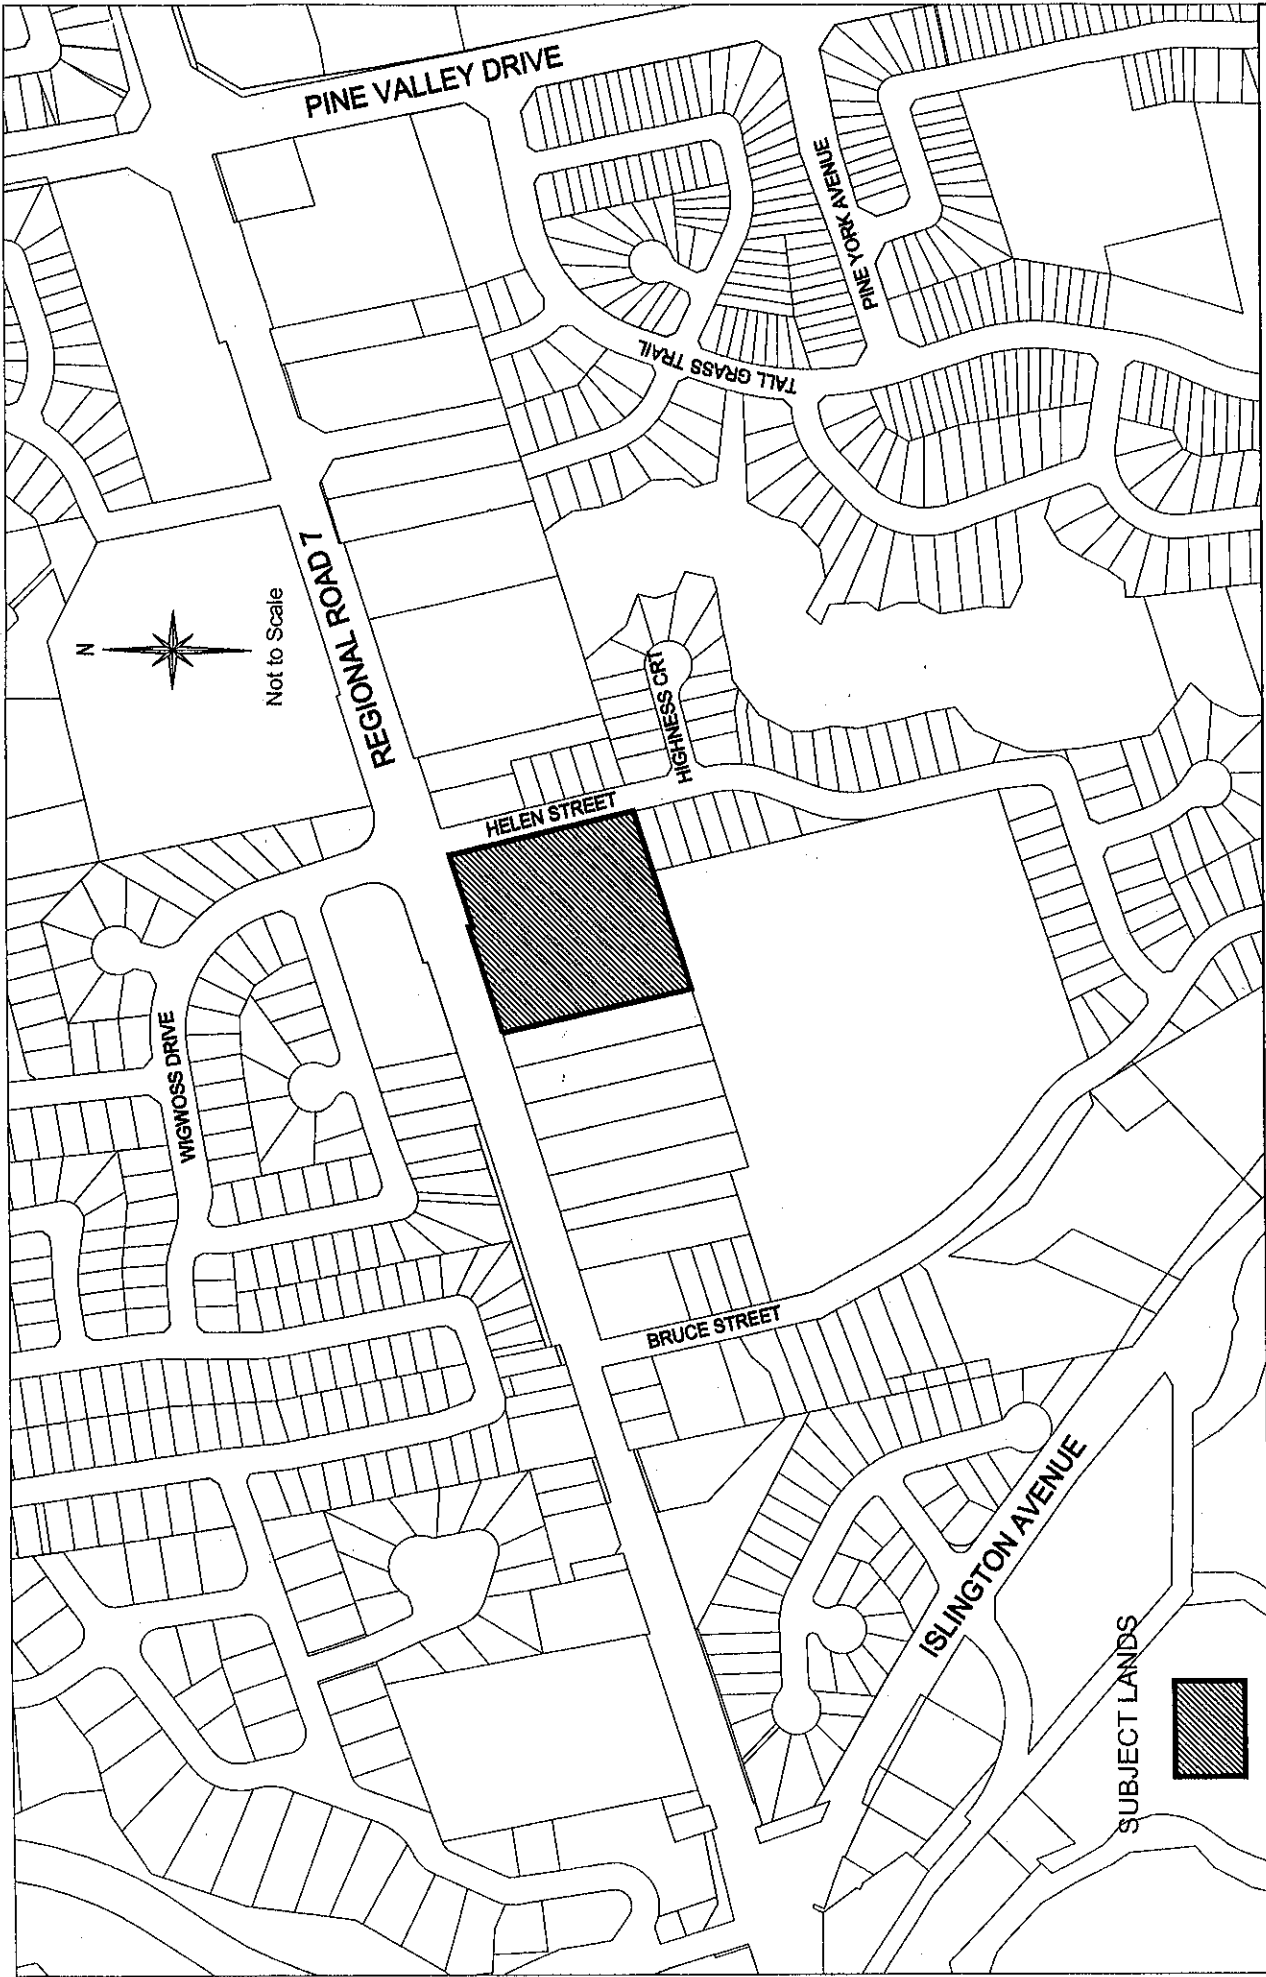 PINE VALLEY DRIVE
PINE YORK AVENUE
TALL GRASS TRAIL
N
Not to Scale
REGIONAL ROAD 7
HIGHNESS CRT
HELEN STREET
WIGWOSS DRIVE
BRUCE STREET
ISLINGTON AVENUE
SUBJECT LANDS